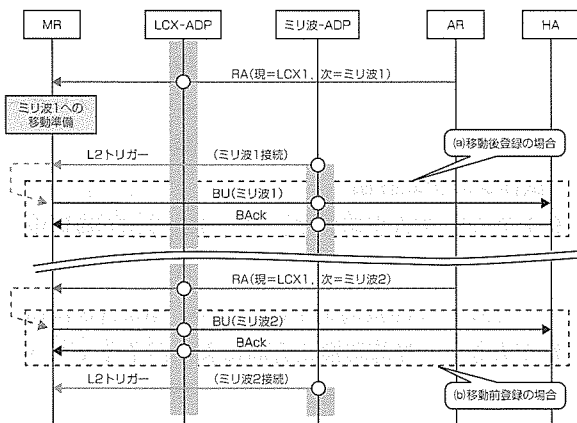 MR
LCX-ADP
ミリ波-ADP
AR
HA
RA(現=LCX1, 次=ミリ波1)
ミリ波1への
移動準備
(a)移動後登録の場合
L2トリガー
(ミリ波1接続)
BU(ミリ波1)
BAck
RA(現=LCX1, 次=ミリ波2)
BU(ミリ波2)
BAck
L2トリガー
(ミリ波2接続)
(b)移動前登録の場合